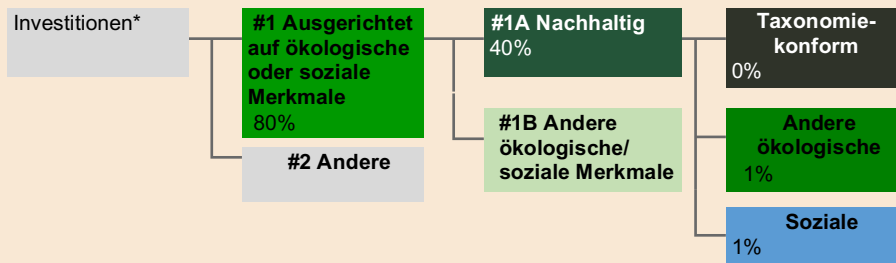 Investitionen*
#1 Ausgerichtet
auf ökologische
oder soziale
Merkmale
80%
#2 Andere
#1A Nachhaltig
40%
#1B Andere
ökologische/
soziale Merkmale
Taxonomie-
konform
0%
Andere
ökologische
1%
Soziale
1%